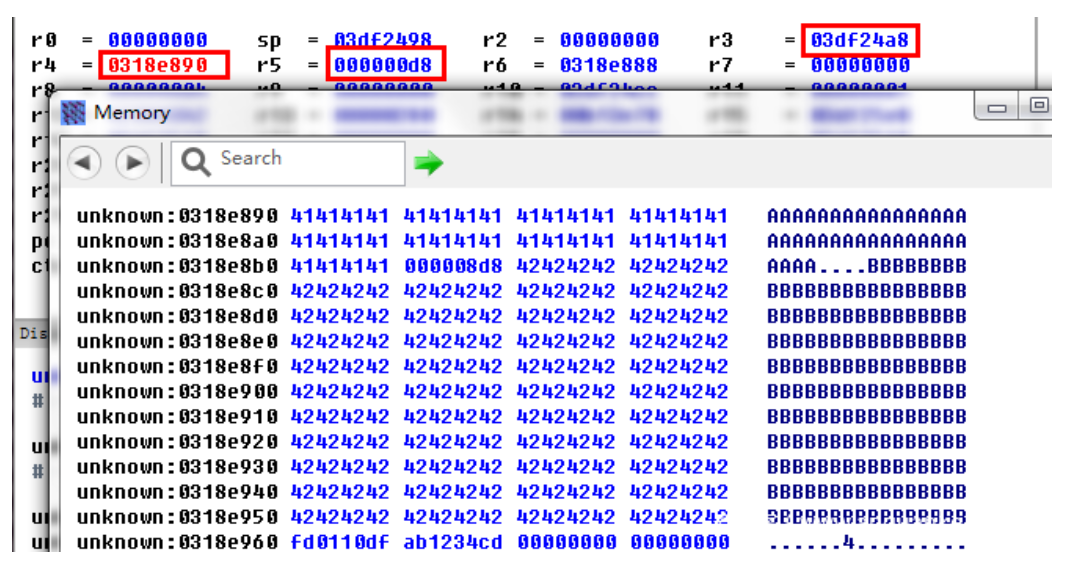 r0 = 00000000 sp = 03df2498 r2 = 00000000 r3 = 03df24a8
r4 = 0318e890 r5 = 000000d8 r6 = 0318e888 r7 = 00000000
Memory
Search
unknown:0318e890 41414141 41414141 41414141 41414141 AAAAAAAAAAAAAAAA
unknown:0318e8a0 41414141 41414141 41414141 41414141 AAAAAAAAAAAAAAAA
unknown:0318e8b0 41414141 000008d8 42424242 42424242 AAAA....BBBBBBBB
unknown:0318e8c0 42424242 42424242 42424242 42424242 BBBBBBBBBBBBBBBB
unknown:0318e8d0 42424242 42424242 42424242 42424242 BBBBBBBBBBBBBBBB
unknown:0318e8e0 42424242 42424242 42424242 42424242 BBBBBBBBBBBBBBBB
unknown:0318e8f0 42424242 42424242 42424242 42424242 BBBBBBBBBBBBBBBB
unknown:0318e900 42424242 42424242 42424242 42424242 BBBBBBBBBBBBBBBB
unknown:0318e910 42424242 42424242 42424242 42424242 BBBBBBBBBBBBBBBB
unknown:0318e920 42424242 42424242 42424242 42424242 BBBBBBBBBBBBBBBB
unknown:0318e930 42424242 42424242 42424242 42424242 BBBBBBBBBBBBBBBB
unknown:0318e940 42424242 42424242 42424242 42424242 BBBBBBBBBBBBBBBB
unknown:0318e950 42424242 42424242 42424242 42424242 BBBBBBBBBBBBBBBB
unknown:0318e960 fd0110df ab1234cd 00000000 00000000 ......4.........